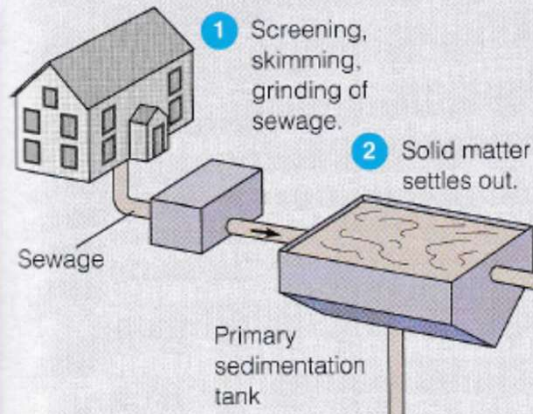 1 Screening,
skimming,
grinding of
sewage.
2 Solid matter
settles out.
Sewage
Primary
sedimentation
tank